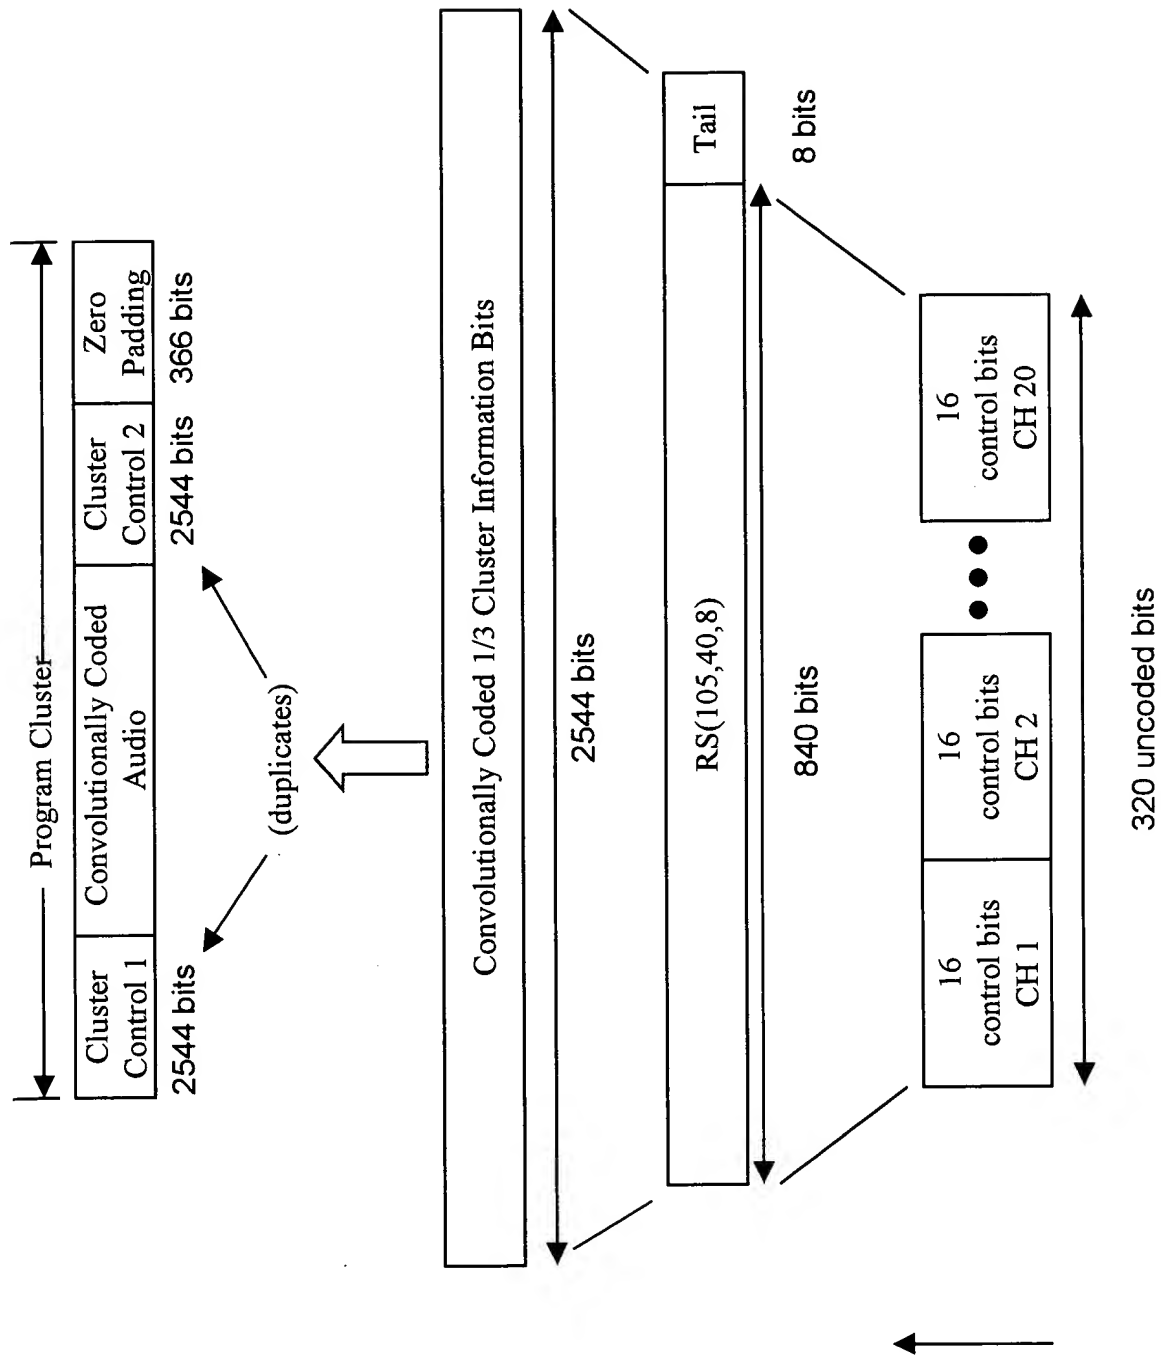 Program Cluster
Cluster
Control 1
Convolutionally Coded
Audio
Cluster
Control 2
Zero
Padding
2544 bits
2544 bits
366 bits
(duplicates)
Convolutionally Coded 1/3 Cluster Information Bits
2544 bits
RS(105,40,8)
Tail
840 bits
8 bits
16
control bits
CH 1
16
control bits
CH 2
16
control bits
CH 20
320 uncoded bits